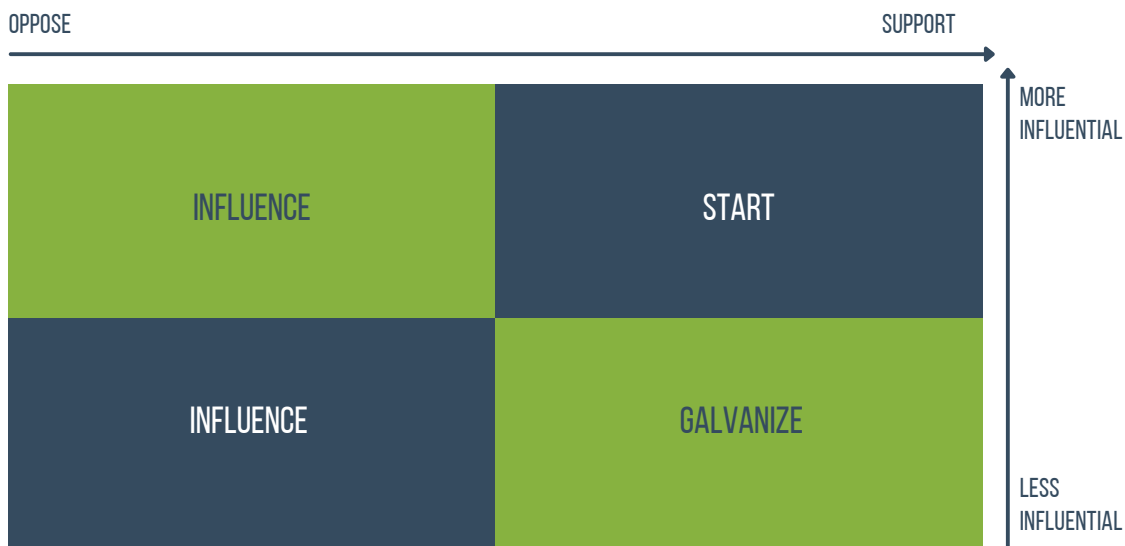 OPPOSE
SUPPORT
MORE
INFLUENTIAL
INFLUENCE
START
INFLUENCE
GALVANIZE
LESS
INFLUENTIAL